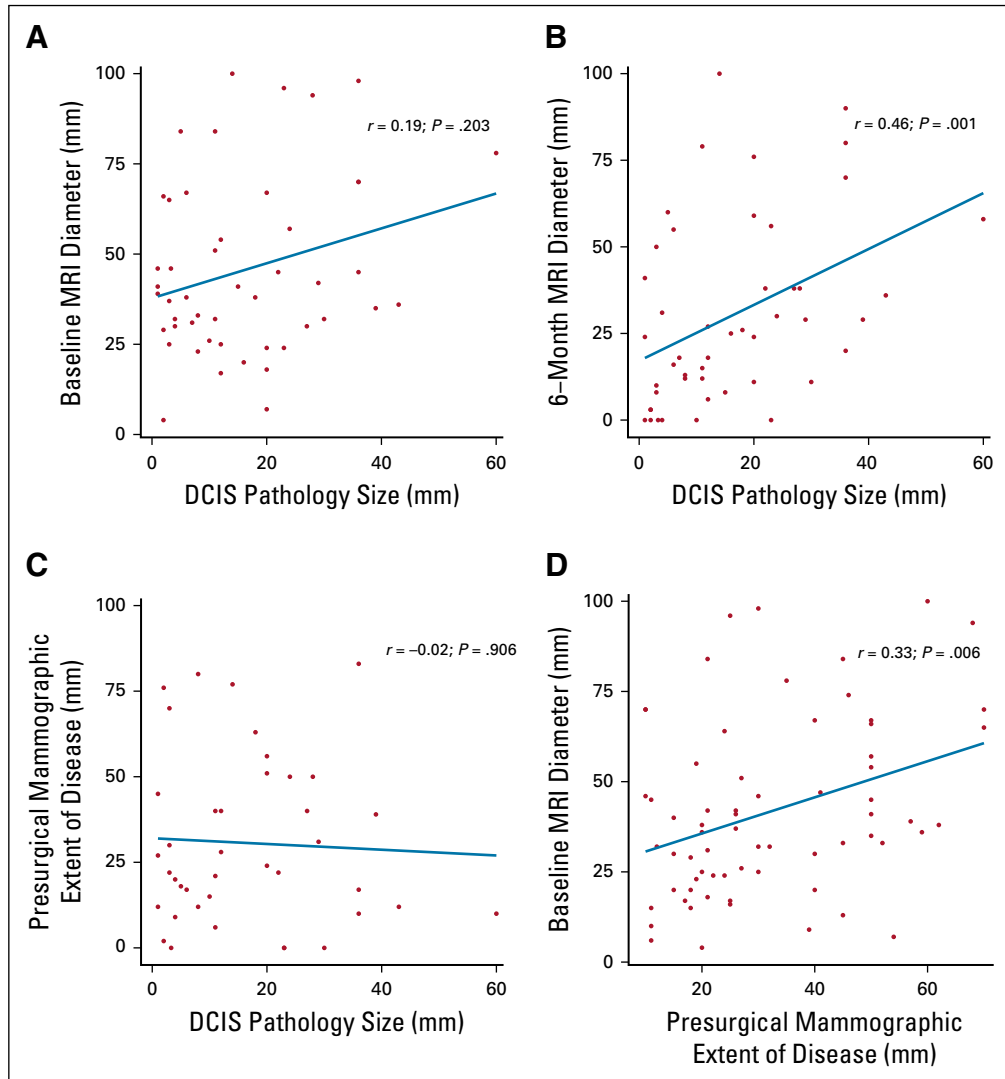 A
Baseline MRI Diameter (mm)
100
75
50
25
0
r = 0.19; P = .203
0 20 40 60
DCIS Pathology Size (mm)
B
6–Month MRI Diameter (mm)
100
75
50
25
0
r = 0.46; P = .001
0 20 40 60
DCIS Pathology Size (mm)
C
Presurgical Mammographic
Extent of Disease (mm)
100
75
50
25
0
r = –0.02; P = .906
0 20 40 60
DCIS Pathology Size (mm)
D
Baseline MRI Diameter (mm)
100
75
50
25
0
r = 0.33; P = .006
20 40 60
Presurgical Mammographic
Extent of Disease (mm)